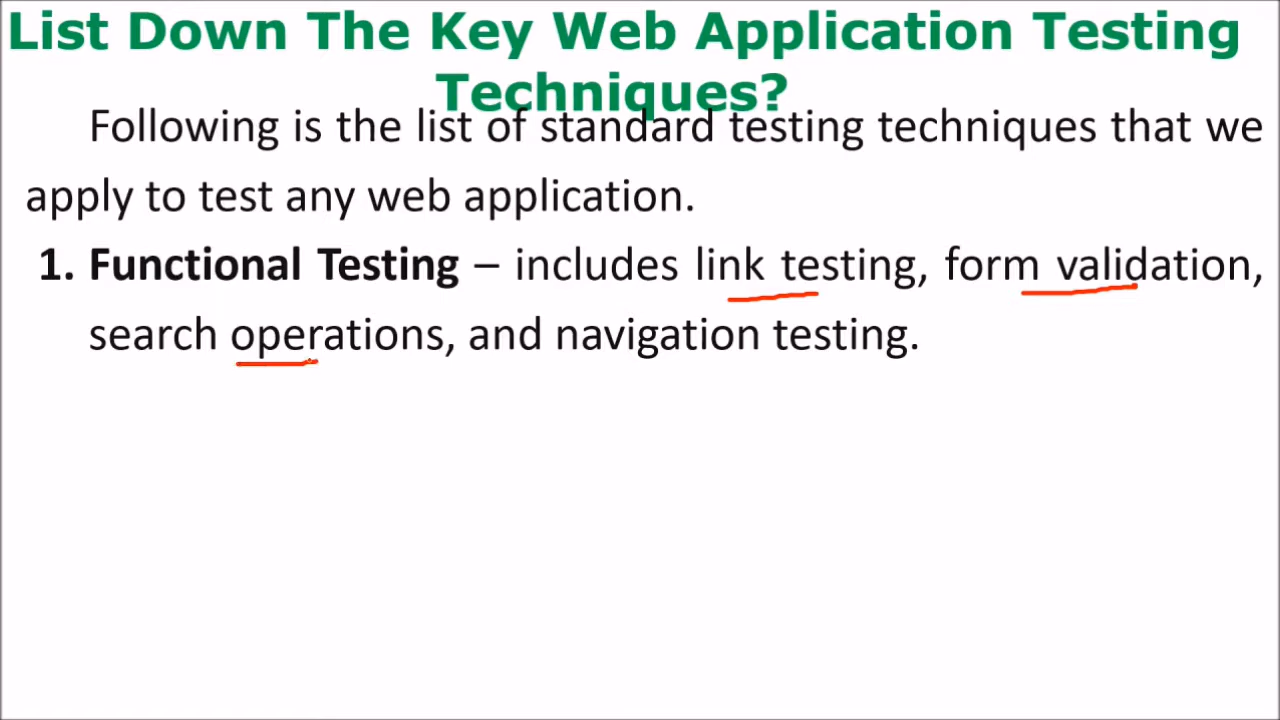 List Down The Key Web Application Testing
Techniques?
Following is the list of standard testing techniques that we
apply to test any web application.
1. Functional Testing – includes link testing, form validation,
search operations, and navigation testing.